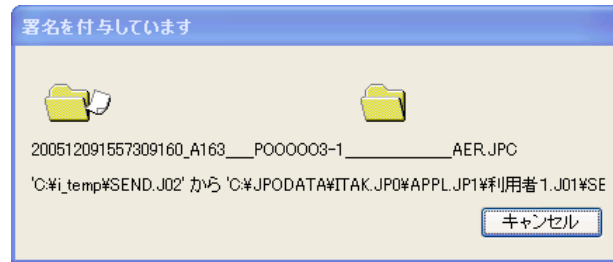 署名を付与しています
200512091557309160_A163___POOOOO3-1__________AER.JPC
'C:¥i_temp¥SEND.J02' から 'C:¥JPODATA¥ITAK.JP0¥APPL.JP1¥利用者1.J01¥SE
キャンセル